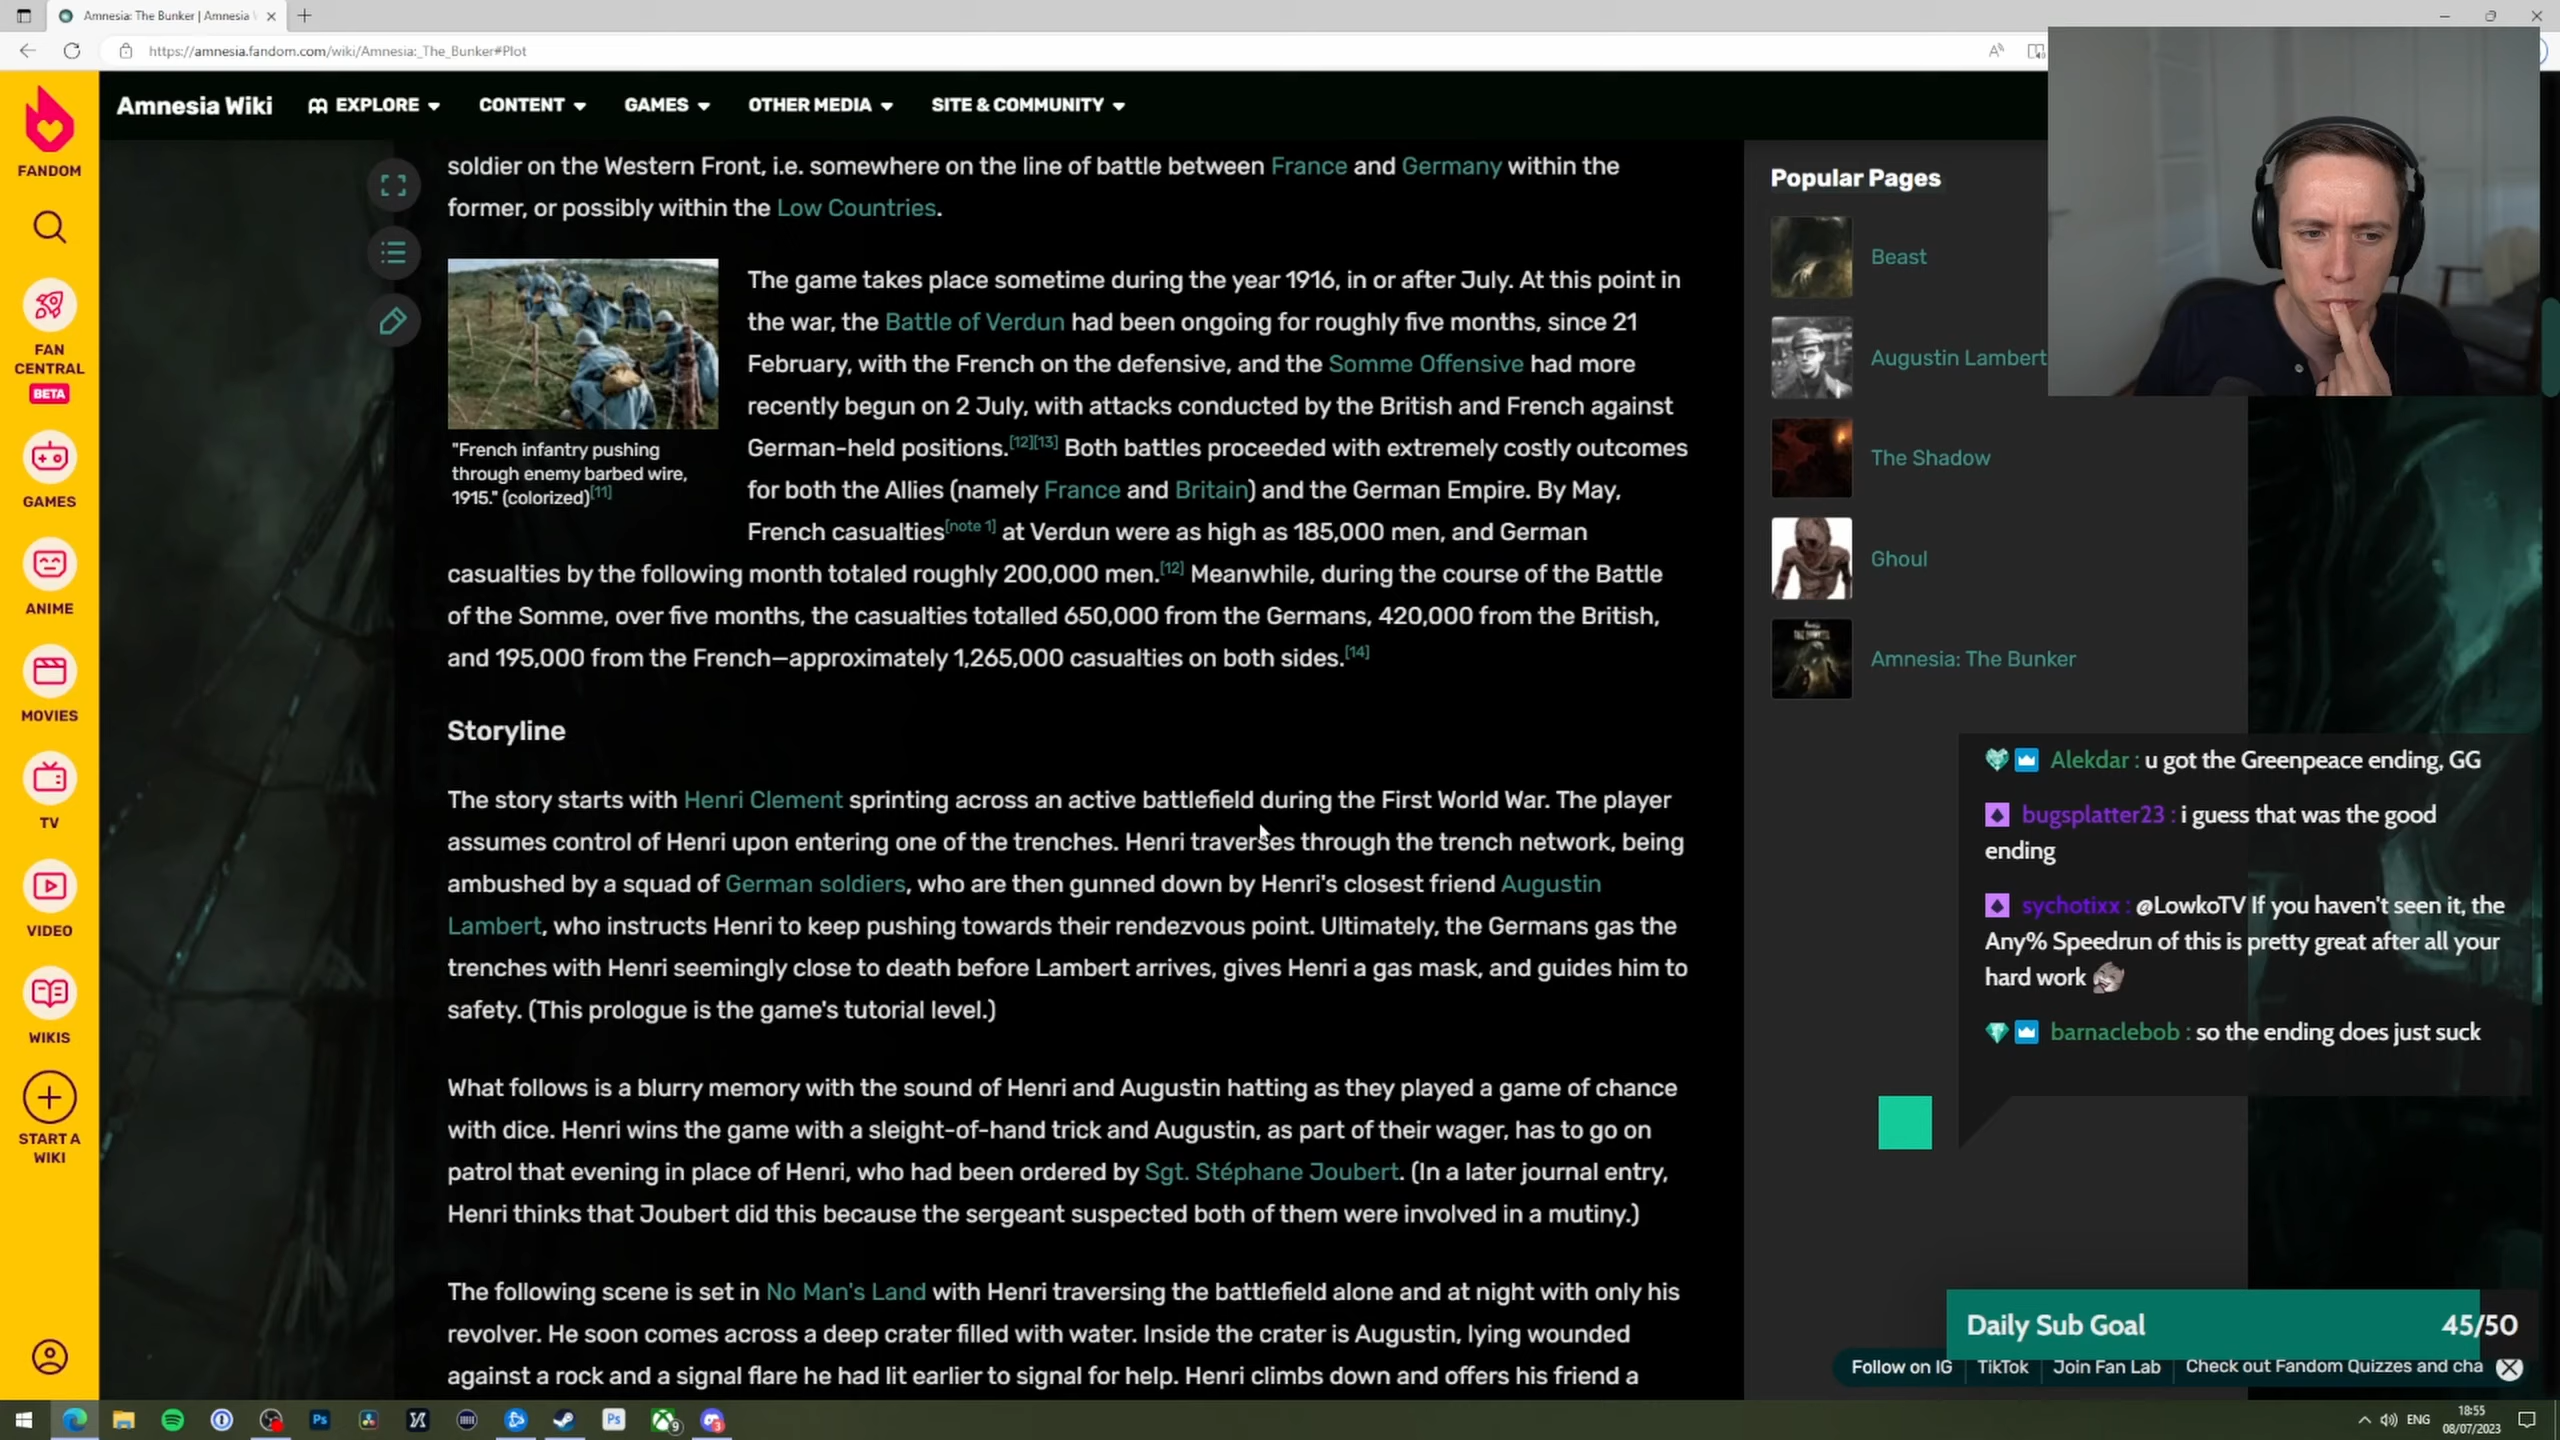 Amnesia: The Bunker | Amnesia
https://amnesia.fandom.com/wiki/Amnesia:_The_Bunker#Plot
FANDOM
FAN
CENTRAL
BETA
GAMES
ANIME
MOVIES
TV
VIDEO
WIKIS
START A
WIKI
Amnesia Wiki
EXPLORE
CONTENT
GAMES
OTHER MEDIA
SITE & COMMUNITY
soldier on the Western Front, i.e. somewhere on the line of battle between France and Germany within the
former, or possibly within the Low Countries.
"French infantry pushing
through enemy barbed wire,
1915." (colorized)[11]
The game takes place sometime during the year 1916, in or after July. At this point in
the war, the Battle of Verdun had been ongoing for roughly five months, since 21
February, with the French on the defensive, and the Somme Offensive had more
recently begun on 2 July, with attacks conducted by the British and French against
German-held positions.[12][13] Both battles proceeded with extremely costly outcomes
for both the Allies (namely France and Britain) and the German Empire. By May,
French casualties[note 1] at Verdun were as high as 185,000 men, and German
casualties by the following month totaled roughly 200,000 men.[12] Meanwhile, during the course of the Battle
of the Somme, over five months, the casualties totalled 650,000 from the Germans, 420,000 from the British,
and 195,000 from the French—approximately 1,265,000 casualties on both sides.[14]
Storyline
The story starts with Henri Clement sprinting across an active battlefield during the First World War. The player
assumes control of Henri upon entering one of the trenches. Henri traverses through the trench network, being
ambushed by a squad of German soldiers, who are then gunned down by Henri's closest friend Augustin
Lambert, who instructs Henri to keep pushing towards their rendezvous point. Ultimately, the Germans gas the
trenches with Henri seemingly close to death before Lambert arrives, gives Henri a gas mask, and guides him to
safety. (This prologue is the game's tutorial level.)
What follows is a blurry memory with the sound of Henri and Augustin hatting as they played a game of chance
with dice. Henri wins the game with a sleight-of-hand trick and Augustin, as part of their wager, has to go on
patrol that evening in place of Henri, who had been ordered by Sgt. Stéphane Joubert. (In a later journal entry,
Henri thinks that Joubert did this because the sergeant suspected both of them were involved in a mutiny.)
The following scene is set in No Man's Land with Henri traversing the battlefield alone and at night with only his
revolver. He soon comes across a deep crater filled with water. Inside the crater is Augustin, lying wounded
against a rock and a signal flare he had lit earlier to signal for help. Henri climbs down and offers his friend a
Popular Pages
Beast
Augustin Lambert
The Shadow
Ghoul
Amnesia: The Bunker
Alekdar : u got the Greenpeace ending, GG
bugsplatter23 : i guess that was the good
ending
sychotixx : @LowkoTV If you haven't seen it, the
Any% Speedrun of this is pretty great after all your
hard work
barnaclebob : so the ending does just suck
Daily Sub Goal
45/50
Follow on IG
TikTok
Join Fan Lab
Check out Fandom Quizzes and cha
Ps
Ps
9
3
ENG
18:55
08/07/2023